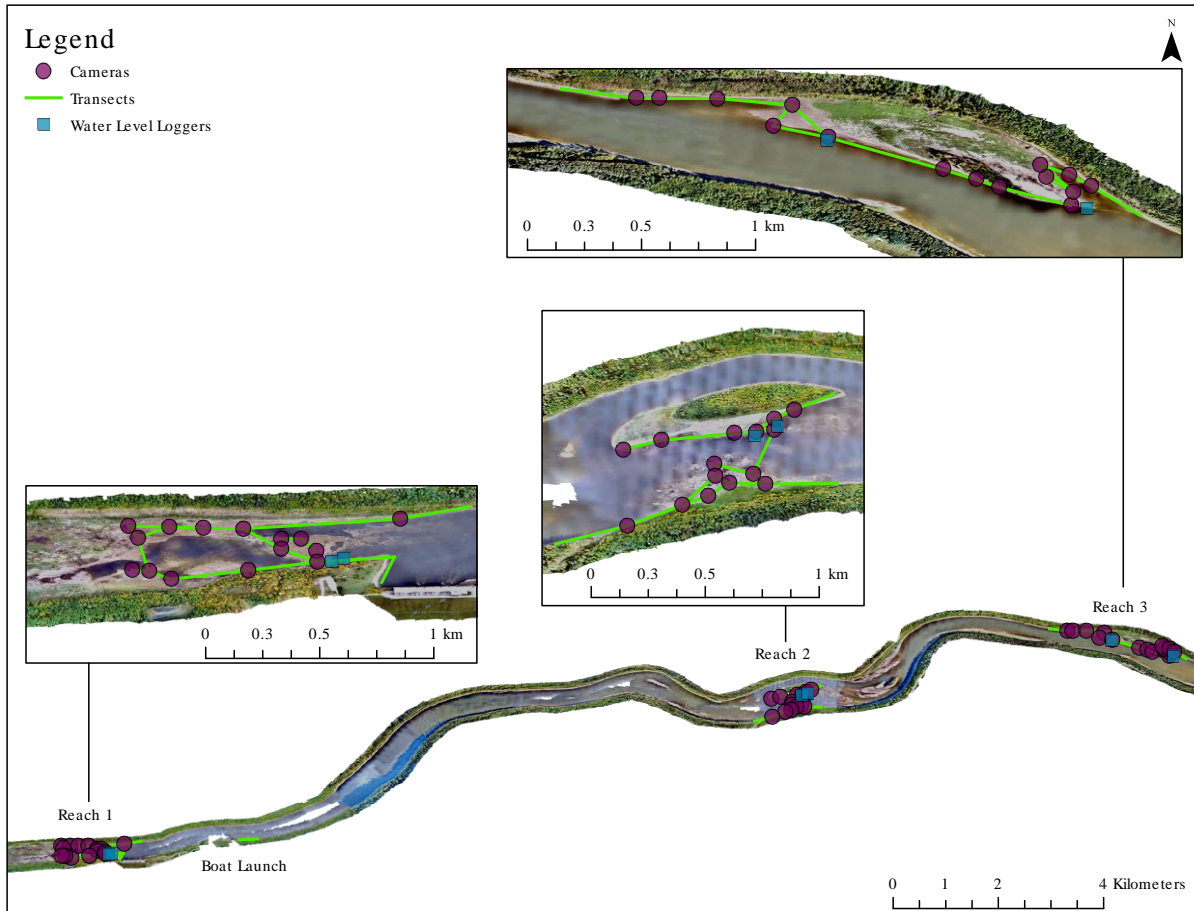 Legend
Cameras
Transects
Water Level Loggers
N
0 0.3 0.5 1 km
0 0.3 0.5 1 km
0 0.3 0.5 1 km
Reach 3
Reach 2
Reach 1
Boat Launch
0 1 2 4 Kilometers